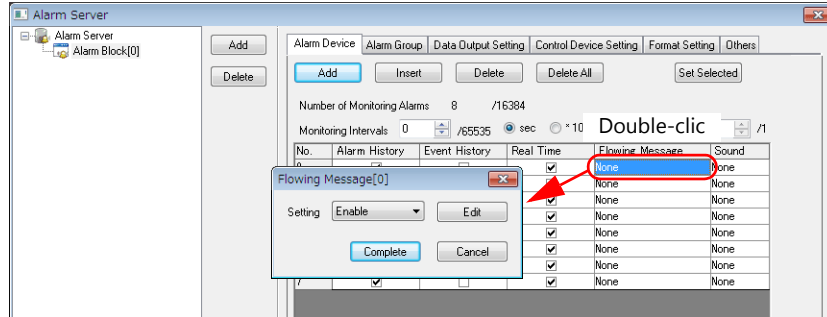 Alarm Server
Alarm Server
Alarm Block[0]
Add
Delete
Alarm Device Alarm Group Data Output Setting Control Device Setting Format Setting Others
Add Insert Delete Delete All Set Selected
Number of Monitoring Alarms 8 /16384
Monitoring Intervals 0 /65535 sec * 10 Double-clic /1
No. Alarm History Event History Real Time Flowing Message Sound
None None
None None
None None
None None
None None
None None
None None
7 None None
Flowing Message[0]
Setting Enable Edit
Complete Cancel